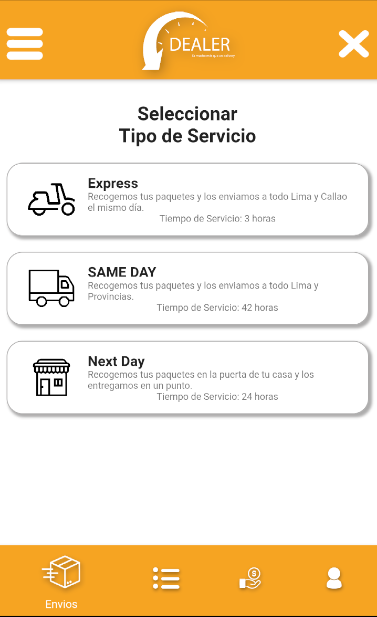 DEALER
Seleccionar
Tipo de Servicio
Express
Recogemos tus paquetes y los enviamos a todo Lima y Callao
el mismo día.
Tiempo de Servicio: 3 horas
SAME DAY
Recogemos tus paquetes y los enviamos a todo Lima y
Provincias.
Tiempo de Servicio: 42 horas
Next Day
Recogemos tus paquetes en la puerta de tu casa y los
entregamos en un punto.
Tiempo de Servicio: 24 horas
$
Envios